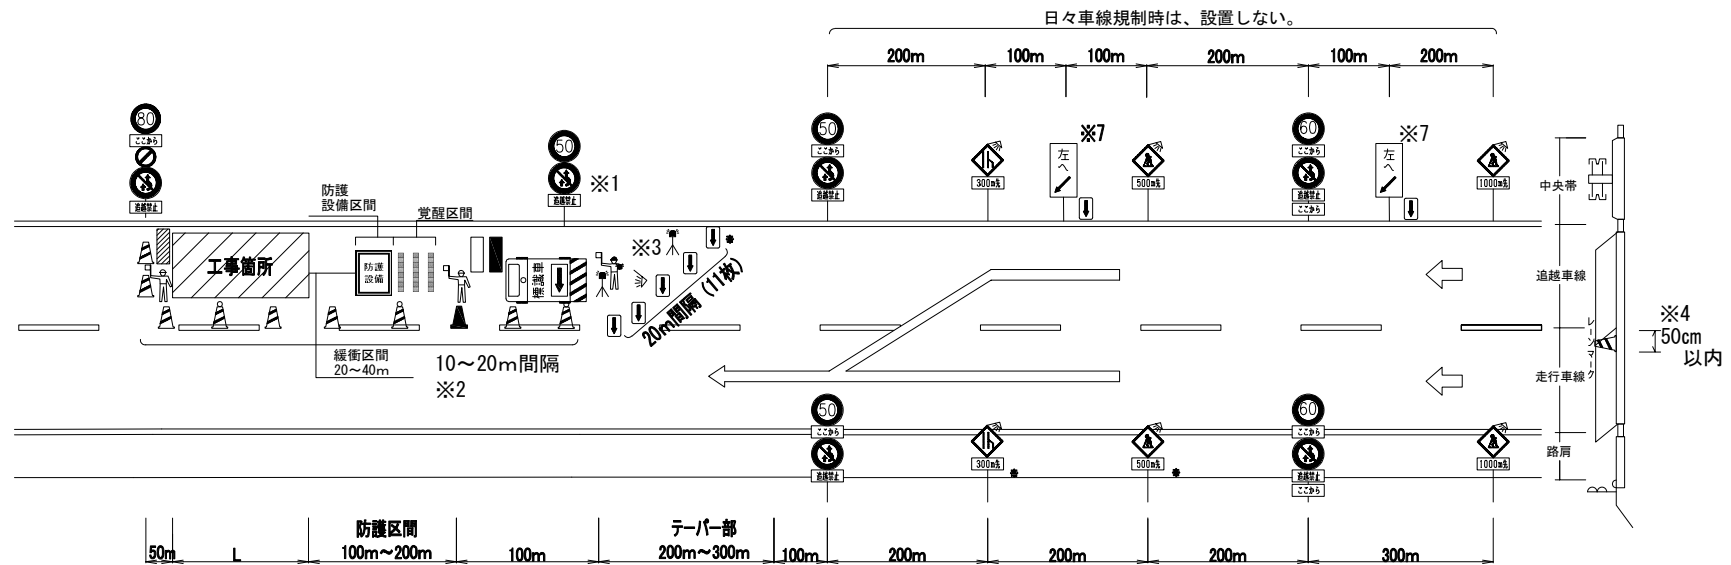 日々車線規制時は、設置しない。
200m
100m
100m
200m
100m
200m
80
ここから
追越禁止
50
追越禁止
※1
50
ここから
追越禁止
300m先
左へ
※7
500m先
60
ここから
追越禁止
ここから
左へ
※7
1000m先
中央帯
防護
設備区間
覚醒区間
工事箇所
防護
設備
標識車
※3
20m間隔（11枚）
追越車線
レーンマーク
※4
50cm
以内
緩衝区間
20～40m
10～20m間隔
※2
走行車線
50
ここから
追越禁止
300m先
500m先
60
ここから
追越禁止
ここから
1000m先
路肩
防護区間
テーパー部
50m
L
100m～200m
100m
200m～300m
100m
200m
200m
200m
300m